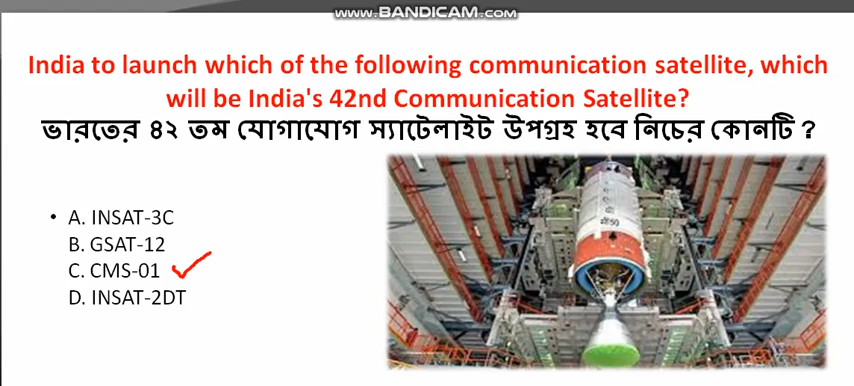 www.BANDICAM.com
India to launch which of the following communication satellite, which
will be India's 42nd Communication Satellite?
ভারতের ৪২ তম যোগাযোগ স্যাটেলাইট উপগ্রহ হবে নিচের কোনটি ?
• A. INSAT-3C
B. GSAT-12
C. CMS-01
D. INSAT-2DT